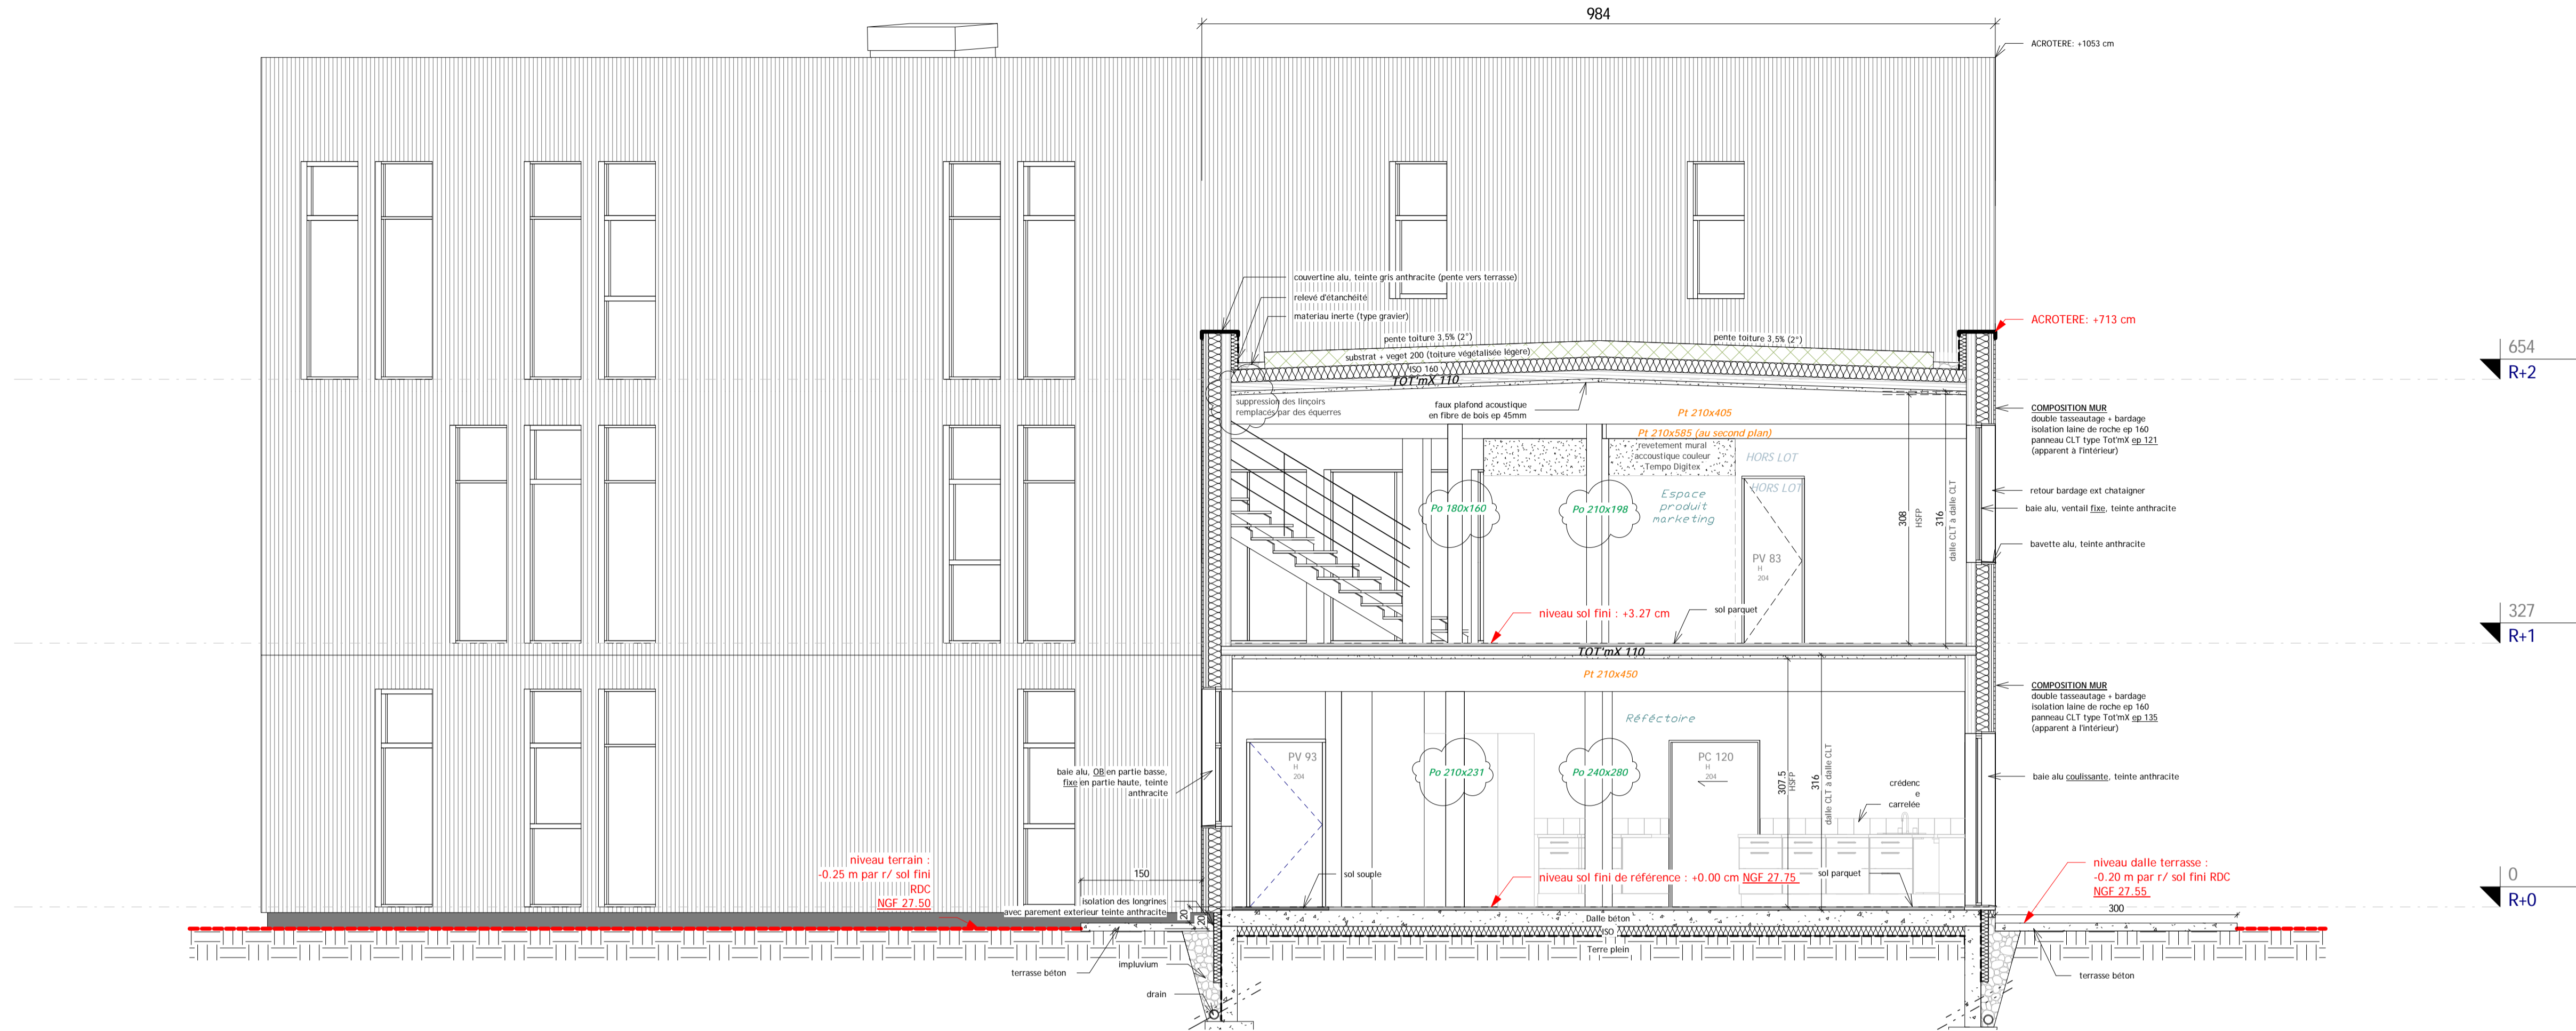 984
ACROTERE: +1053 cm
couvertine alu, teinte gris anthracite (pente vers terrasse)
relevé d'étanchéité
materiau inerte (type gravier)
ACROTERE: +713 cm
pente toiture 3,5% (2°)
pente toiture 3,5% (2°)
substrat + veget 200 (toiture végétalisée légère)
ISO 160
TOT'mX 110
654
R+2
suppression des linçoirs
remplacés par des équerres
faux plafond acoustique
en fibre de bois ep 45mm
Pt 210x405
Pt 210x585 (au second plan)
revetement mural
accoustique couleur
Tempo Digitex
HORS LOT
HORS LOT
COMPOSITION MUR
double tasseautage + bardage
isolation laine de roche ep 160
panneau CLT type Tot'mX ep 121
(apparent à l'intérieur)
Po 180x160
Po 210x198
Espace
produit
marketing
308
HSFP
316
dalle CLT à dalle CLT
retour bardage ext chataigner
baie alu, ventail fixe, teinte anthracite
bavette alu, teinte anthracite
PV 83
H
204
niveau sol fini : +3.27 cm
sol parquet
327
R+1
TOT'mX 110
Pt 210x450
COMPOSITION MUR
double tasseautage + bardage
isolation laine de roche ep 160
panneau CLT type Tot'mX ep 135
(apparent à l'intérieur)
Réféctoire
PV 93
H
204
Po 210x231
Po 240x280
PC 120
H
204
307.5
HSFP
316
dalle CLT à dalle CLT
baie alu, OB en partie basse,
fixe en partie haute, teinte
anthracite
crédenc
e
carrelée
baie alu coulissante, teinte anthracite
niveau terrain :
-0.25 m par r/ sol fini
RDC
NGF 27.50
150
sol souple
niveau sol fini de référence : +0.00 cm NGF 27.75
sol parquet
niveau dalle terrasse :
-0.20 m par r/ sol fini RDC
NGF 27.55
0
R+0
isolation des longrines
avec parement exterieur teinte anthracite
20
20
300
Dalle béton
ISO
Terre plein
terrasse béton
impluvium
drain
terrasse béton